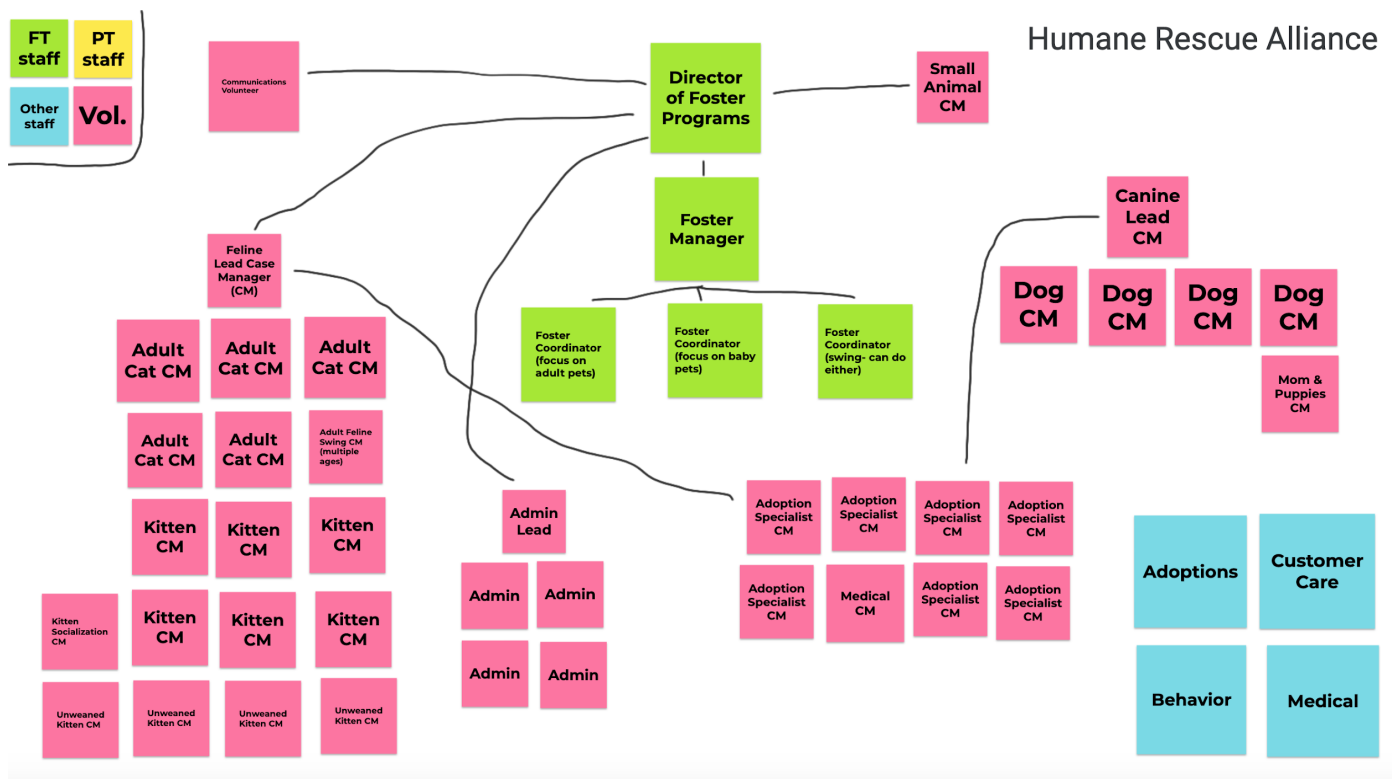 Humane Rescue Alliance
FT
staff
PT
staff
Other
staff
Vol.
Communications
Volunteer
Director
of Foster
Programs
Small
Animal
CM
Foster
Manager
Canine
Lead
CM
Feline
Lead Case
Manager
(CM)
Dog
CM
Dog
CM
Dog
CM
Dog
CM
Mom &
Puppies
CM
Foster
Coordinator
(focus on
adult pets)
Foster
Coordinator
(focus on baby
pets)
Foster
Coordinator
(swing- can do
either)
Adult
Cat CM
Adult
Cat CM
Adult
Cat CM
Adult
Cat CM
Adult
Cat CM
Adult Feline
Swing CM
(multiple
ages)
Kitten
CM
Kitten
CM
Kitten
CM
Kitten
Socialization
CM
Kitten
CM
Kitten
CM
Kitten
CM
Unweaned
Kitten CM
Unweaned
Kitten CM
Unweaned
Kitten CM
Unweaned
Kitten CM
Admin
Lead
Admin
Admin
Admin
Admin
Adoption
Specialist
CM
Adoption
Specialist
CM
Adoption
Specialist
CM
Adoption
Specialist
CM
Adoption
Specialist
CM
Medical
CM
Adoption
Specialist
CM
Adoption
Specialist
CM
Adoptions
Customer
Care
Behavior
Medical